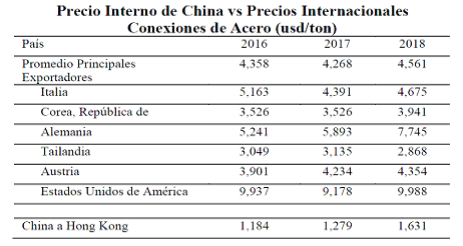 Precio Interno de China vs Precios Internacionales
Conexiones de Acero (usd/ton)
País 2016 2017 2018
Promedio Principales 4,358 4,268 4,561
Exportadores
Italia 5,163 4,391 4,675
Corea, República de 3,526 3,526 3,941
Alemania 5,241 5,893 7,745
Tailandia 3,049 3,135 2,868
Austria 3,901 4,234 4,354
Estados Unidos de América 9,937 9,178 9,988
China a Hong Kong 1,184 1,279 1,631